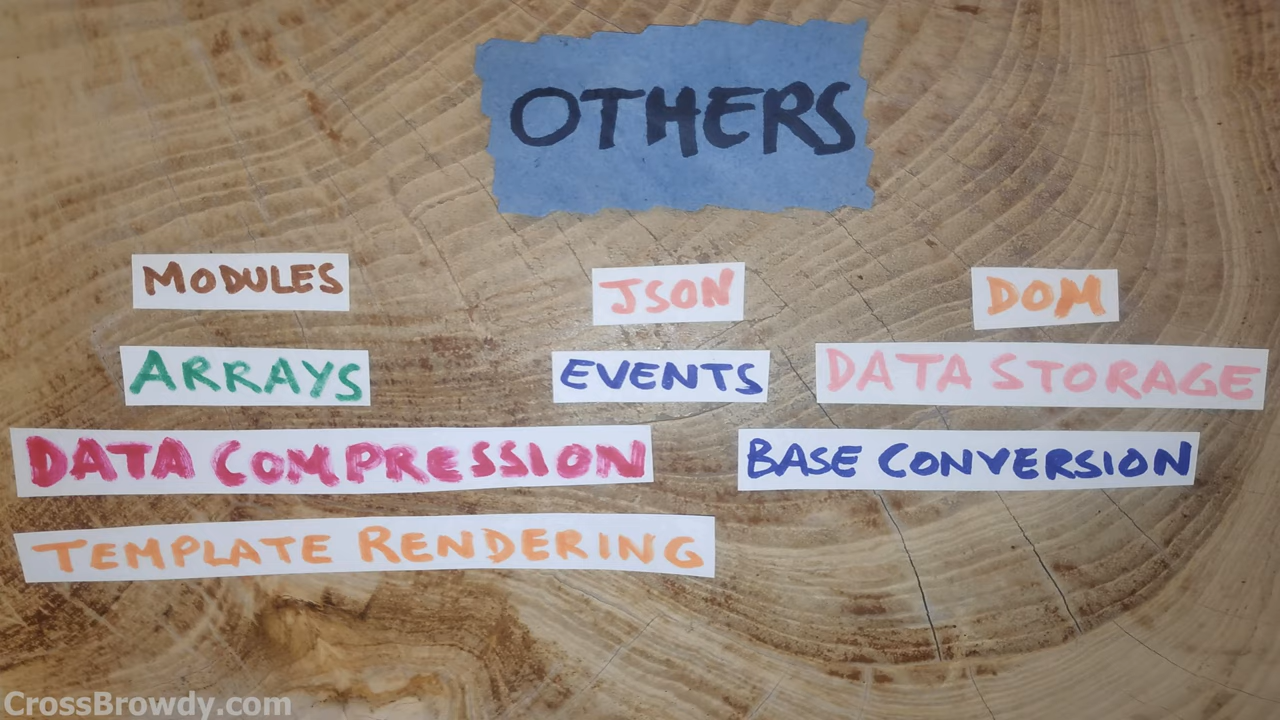 OTHERS
MODULES JSON DOM
ARRAYS EVENTS DATA STORAGE
DATA COMPRESSION BASE CONVERSION
TEMPLATE RENDERING
CrossBrowdy.com